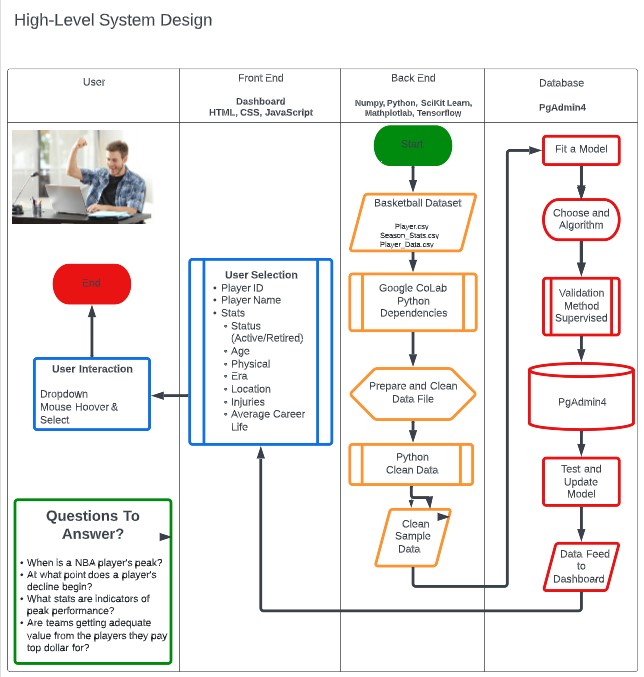 High-Level System Design
User
Front End
Dashboard
HTML, CSS, JavaScript
Back End
Numpy, Python, SciKit Learn,
Mathplotlab, Tensorflow
Database
PgAdmin4
Start
Basketball Dataset
Player.csv
Season_Stats.csv
Player_Data.csv
Google CoLab
Python
Dependencies
Prepare and Clean
Data File
Python
Clean Data
Clean
Sample
Data
Fit a Model
Choose and
Algorithm
Validation
Method
Supervised
PgAdmin4
Test and
Update
Model
Data Feed
to
Dashboard
User Selection
• Player ID
• Player Name
• Stats
• Status
(Active/Retired)
• Age
• Physical
• Era
• Location
• Injuries
• Average Career
Life
End
User Interaction
Dropdown
Mouse Hoover &
Select
Questions To
Answer?
• When is a NBA player's peak?
• At what point does a player's
decline begin?
• What stats are indicators of
peak performance?
• Are teams getting adequate
value from the players they pay
top dollar for?